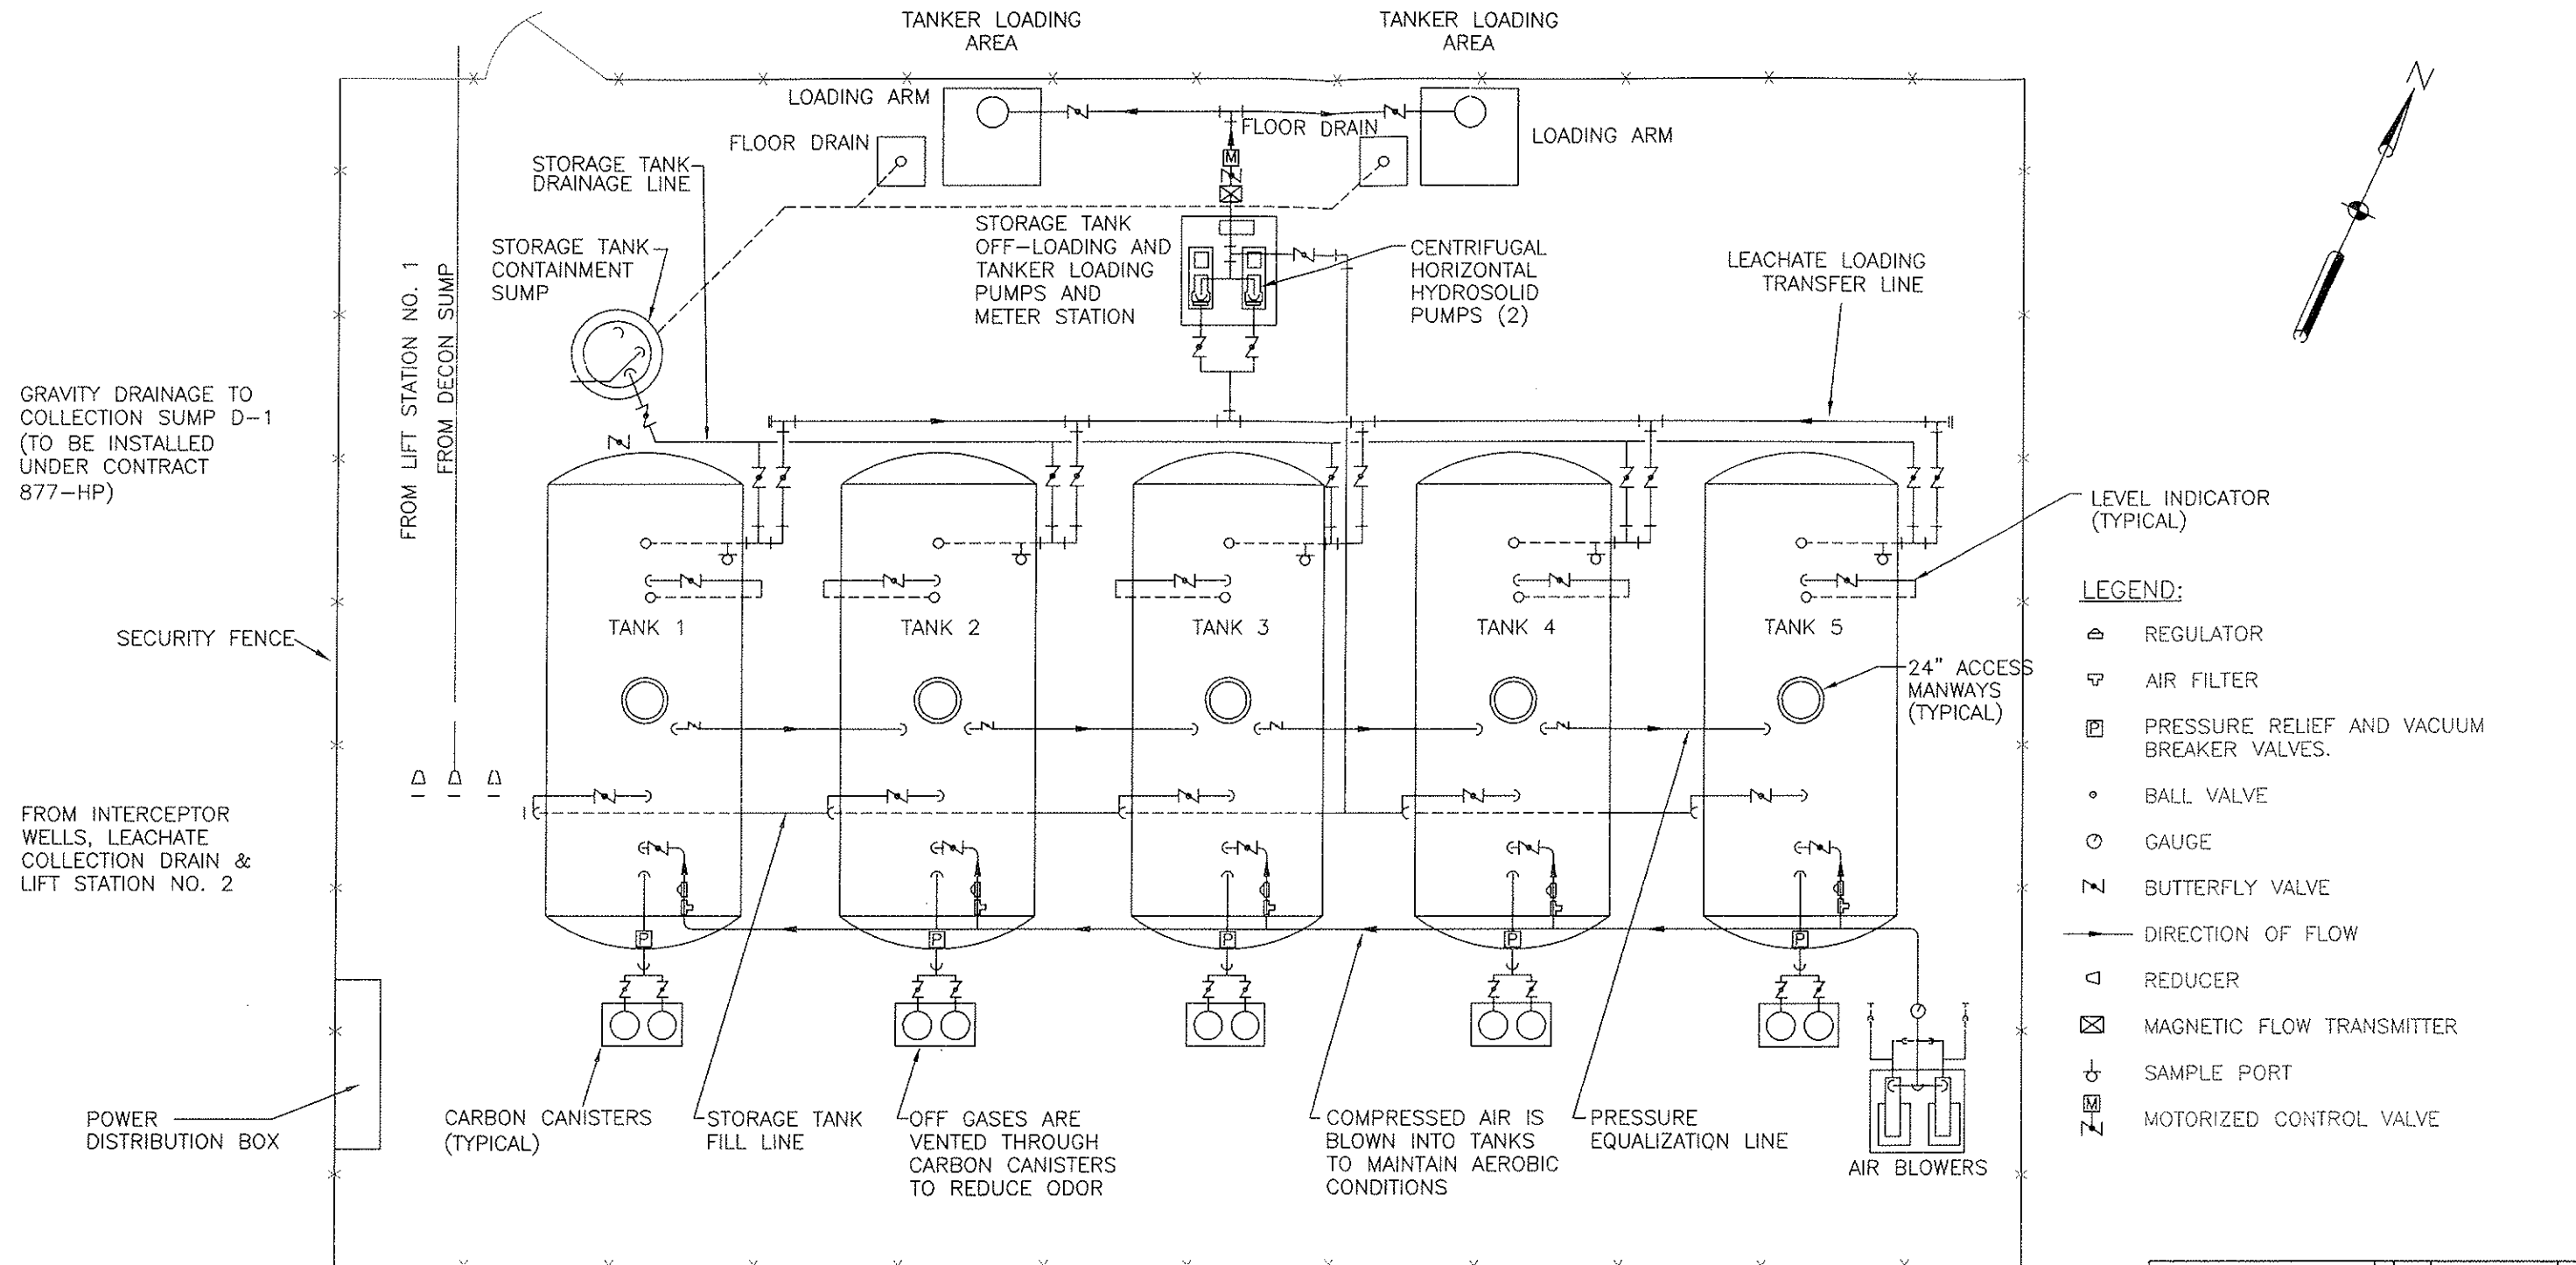 TANKER LOADING
AREA
TANKER LOADING
AREA
N
LOADING ARM
FLOOR DRAIN
FLOOR DRAIN
LOADING ARM
M
STORAGE TANK
DRAINAGE LINE
STORAGE TANK
CONTAINMENT
SUMP
STORAGE TANK
OFF-LOADING AND
TANKER LOADING
PUMPS AND
METER STATION
CENTRIFUGAL
HORIZONTAL
HYDROSOLID
PUMPS (2)
LEACHATE LOADING
TRANSFER LINE
FROM LIFT STATION NO. 1
FROM DECON SUMP
GRAVITY DRAINAGE TO
COLLECTION SUMP D-1
(TO BE INSTALLED
UNDER CONTRACT
877-HP)
LEVEL INDICATOR
(TYPICAL)
SECURITY FENCE
TANK 1
TANK 2
TANK 3
TANK 4
TANK 5
24" ACCESS
MANWAYS
(TYPICAL)
FROM INTERCEPTOR
WELLS, LEACHATE
COLLECTION DRAIN &
LIFT STATION NO. 2
P
P
P
P
P
POWER
DISTRIBUTION BOX
CARBON CANISTERS
(TYPICAL)
STORAGE TANK
FILL LINE
OFF GASES ARE
VENTED THROUGH
CARBON CANISTERS
TO REDUCE ODOR
COMPRESSED AIR IS
BLOWN INTO TANKS
TO MAINTAIN AEROBIC
CONDITIONS
PRESSURE
EQUALIZATION LINE
AIR BLOWERS
LEGEND:
REGULATOR
AIR FILTER
P PRESSURE RELIEF AND VACUUM
BREAKER VALVES.
BALL VALVE
GAUGE
BUTTERFLY VALVE
DIRECTION OF FLOW
REDUCER
MAGNETIC FLOW TRANSMITTER
SAMPLE PORT
M MOTORIZED CONTROL VALVE